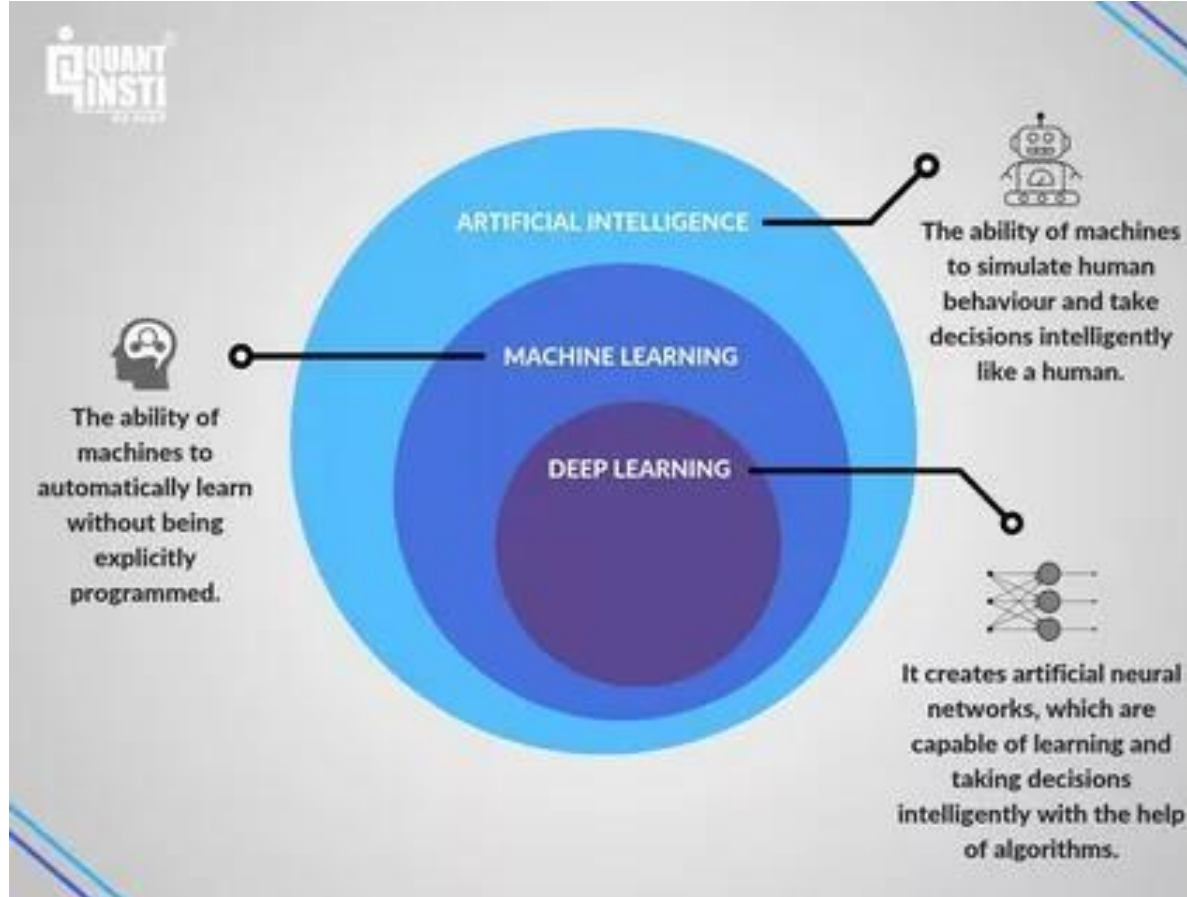 QUANT
INSTI
ARTIFICIAL INTELLIGENCE
The ability of machines
to simulate human
behaviour and take
decisions intelligently
like a human.
MACHINE LEARNING
The ability of
machines to
automatically learn
without being
explicitly
programmed.
DEEP LEARNING
It creates artificial neural
networks, which are
capable of learning and
taking decisions
intelligently with the help
of algorithms.